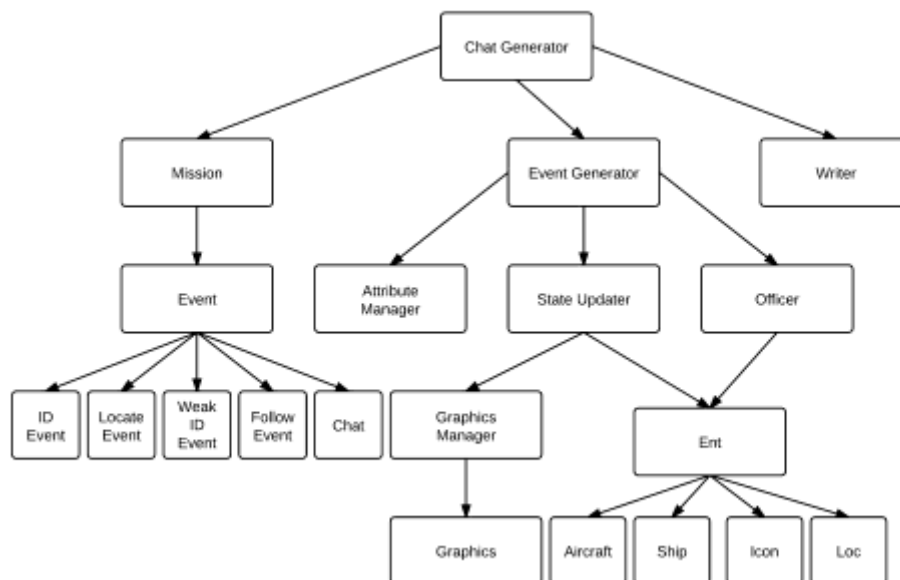 Chat Generator
Mission
Event Generator
Writer
Event
Attribute
Manager
State Updater
Officer
ID
Event
Locate
Event
Weak
ID
Event
Follow
Event
Chat
Graphics
Manager
Ent
Graphics
Aircraft
Ship
Icon
Loc